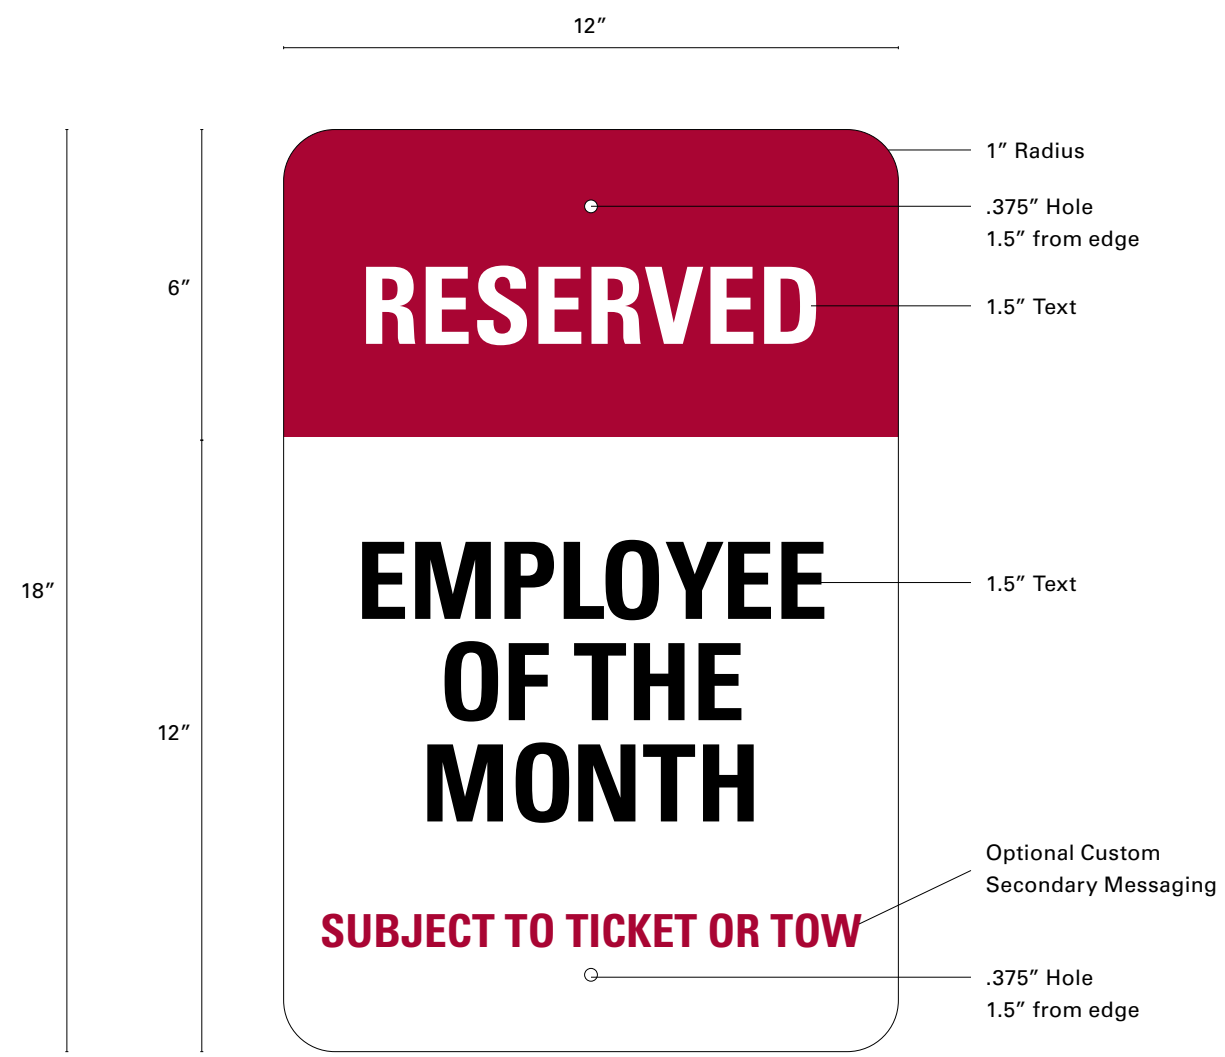 12”
1” Radius
.375” Hole
1.5” from edge
6”
RESERVED
1.5” Text
EMPLOYEE
OF THE
MONTH
1.5” Text
18”
12”
Optional Custom
Secondary Messaging
SUBJECT TO TICKET OR TOW
.375” Hole
1.5” from edge